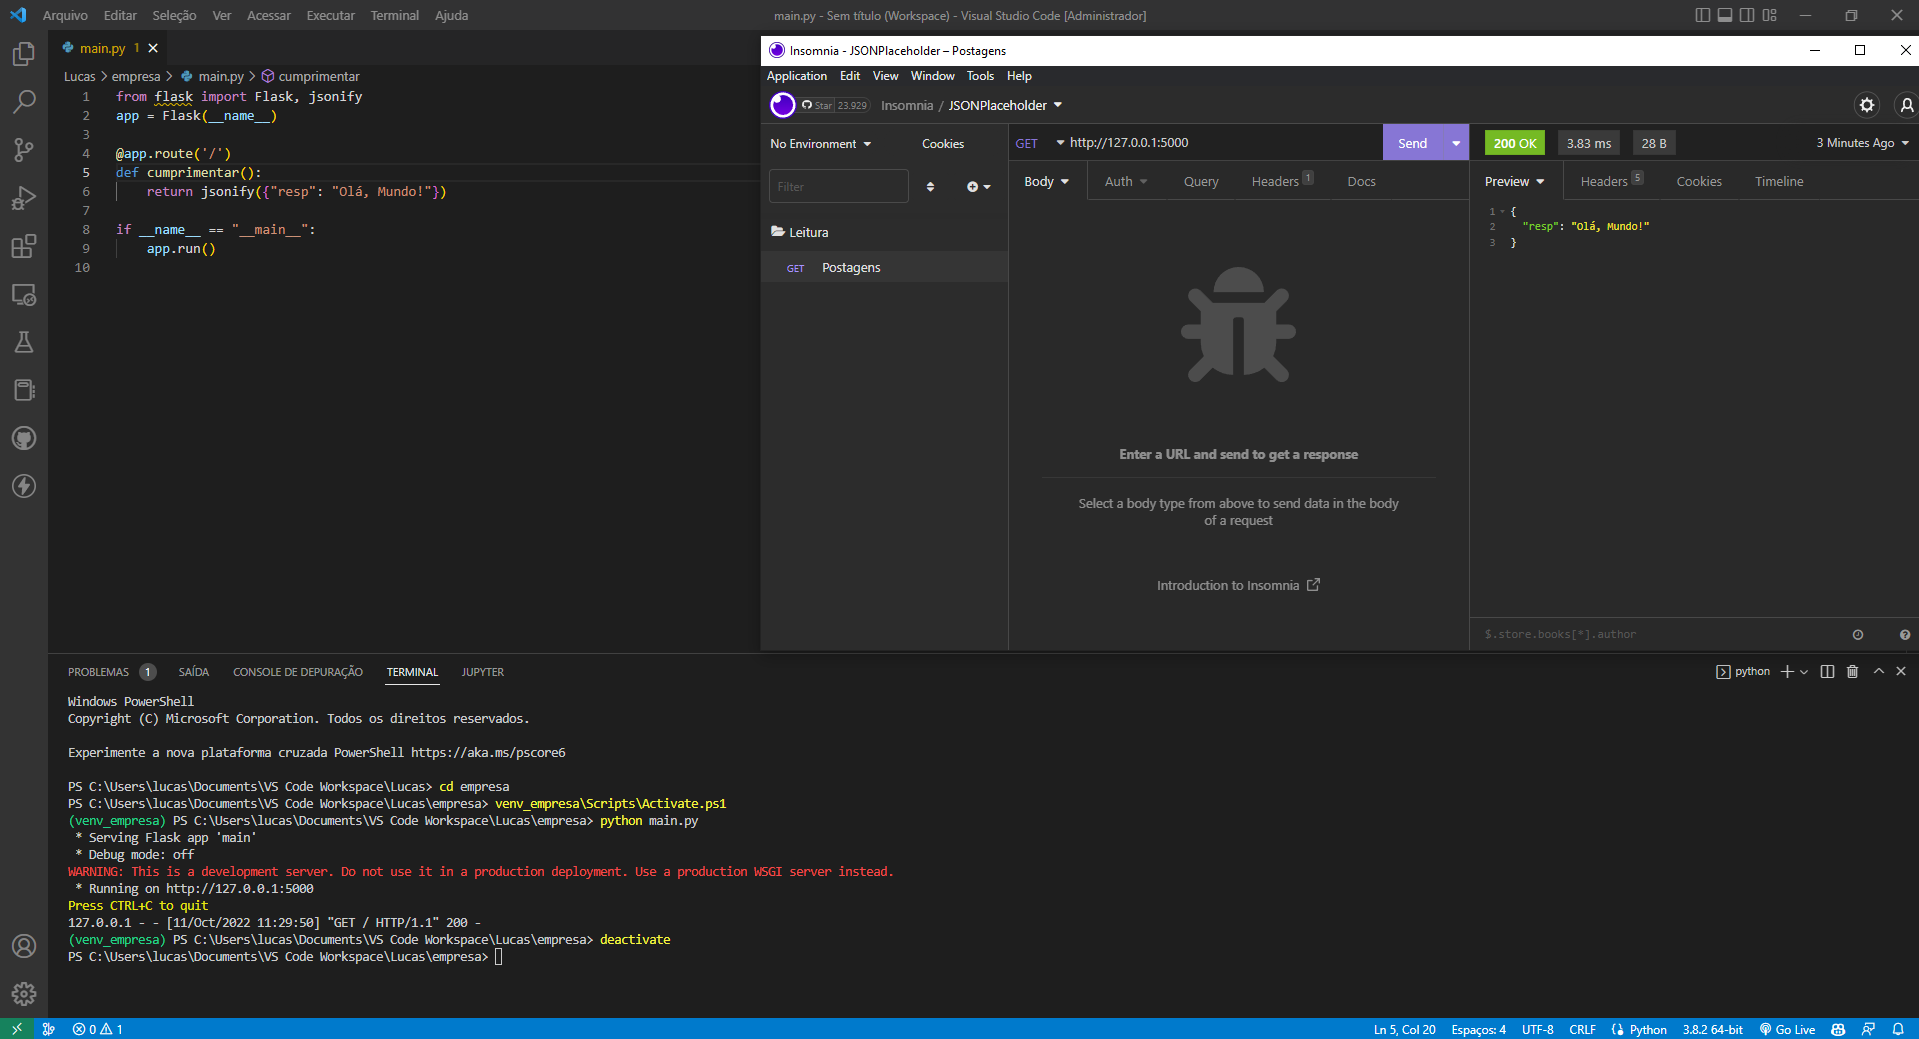 Arquivo Editar Seleção Ver Acessar Executar Terminal Ajuda
main.py - Sem título (Workspace) - Visual Studio Code [Administrador]
main.py 1
Lucas > empresa > main.py > cumprimentar
1 from flask import Flask, jsonify
2 app = Flask(__name__)
3
4 @app.route('/')
5 def cumprimentar():
6 return jsonify({"resp": "Olá, Mundo!"})
7
8 if __name__ == "__main__":
9 app.run()
10
Insomnia - JSONPlaceholder – Postagens
Application Edit View Window Tools Help
Star 23.929 Insomnia / JSONPlaceholder
No Environment Cookies
Filter
Leitura
GET Postagens
GET http://127.0.0.1:5000 Send
Body Auth Query Headers 1 Docs
Enter a URL and send to get a response
Select a body type from above to send data in the body
of a request
Introduction to Insomnia
200 OK 3.83 ms 28 B 3 Minutes Ago
Preview Headers 5 Cookies Timeline
1 {
2 "resp": "Olá, Mundo!"
3 }
$.store.books[*].author
PROBLEMAS 1 SAÍDA CONSOLE DE DEPURAÇÃO TERMINAL JUPYTER
python
Windows PowerShell
Copyright (C) Microsoft Corporation. Todos os direitos reservados.
Experimente a nova plataforma cruzada PowerShell https://aka.ms/pscore6
PS C:\Users\lucas\Documents\VS Code Workspace\Lucas> cd empresa
PS C:\Users\lucas\Documents\VS Code Workspace\Lucas\empresa> venv_empresa\Scripts\Activate.ps1
(venv_empresa) PS C:\Users\lucas\Documents\VS Code Workspace\Lucas\empresa> python main.py
* Serving Flask app 'main'
* Debug mode: off
WARNING: This is a development server. Do not use it in a production deployment. Use a production WSGI server instead.
* Running on http://127.0.0.1:5000
Press CTRL+C to quit
127.0.0.1 - - [11/Oct/2022 11:29:50] "GET / HTTP/1.1" 200 -
(venv_empresa) PS C:\Users\lucas\Documents\VS Code Workspace\Lucas\empresa> deactivate
PS C:\Users\lucas\Documents\VS Code Workspace\Lucas\empresa>
0 1
Ln 5, Col 20 Espaços: 4 UTF-8 CRLF Python 3.8.2 64-bit Go Live